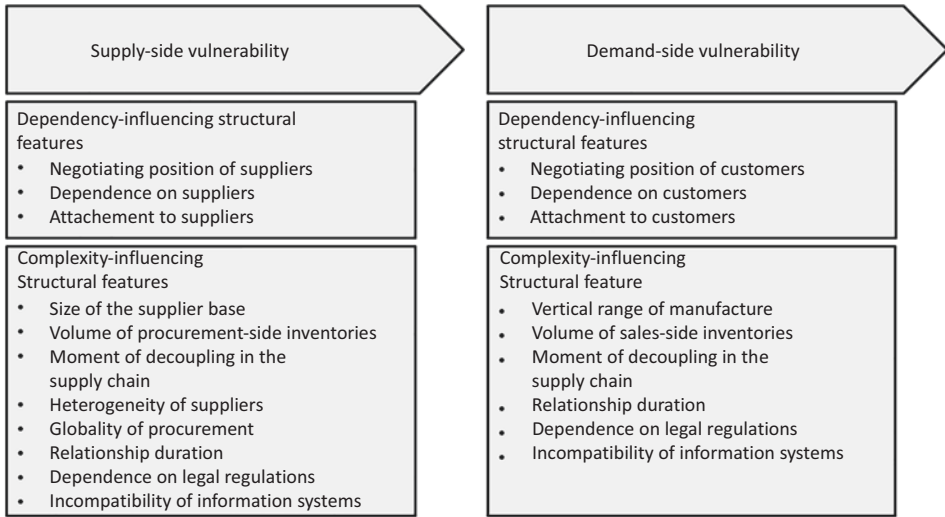 Supply-side vulnerability
Dependency-influencing structural
features
• Negotiating position of suppliers
• Dependence on suppliers
• Attachement to suppliers
Complexity-influencing
Structural features
• Size of the supplier base
• Volume of procurement-side inventories
• Moment of decoupling in the
supply chain
• Heterogeneity of suppliers
• Globality of procurement
• Relationship duration
• Dependence on legal regulations
• Incompatibility of information systems
Demand-side vulnerability
Dependency-influencing
structural features
• Negotiating position of customers
• Dependence on customers
• Attachment to customers
Complexity-influencing
Structural feature
• Vertical range of manufacture
• Volume of sales-side inventories
• Moment of decoupling in the
supply chain
• Relationship duration
• Dependence on legal regulations
• Incompatibility of information systems